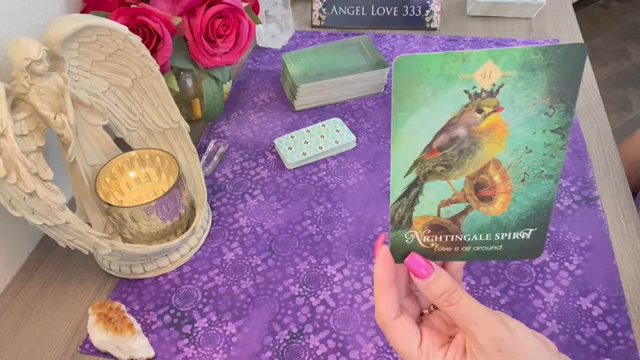 ANGEL LOVE 333
41
NIGHTINGALE SPIRIT
Love is all around.